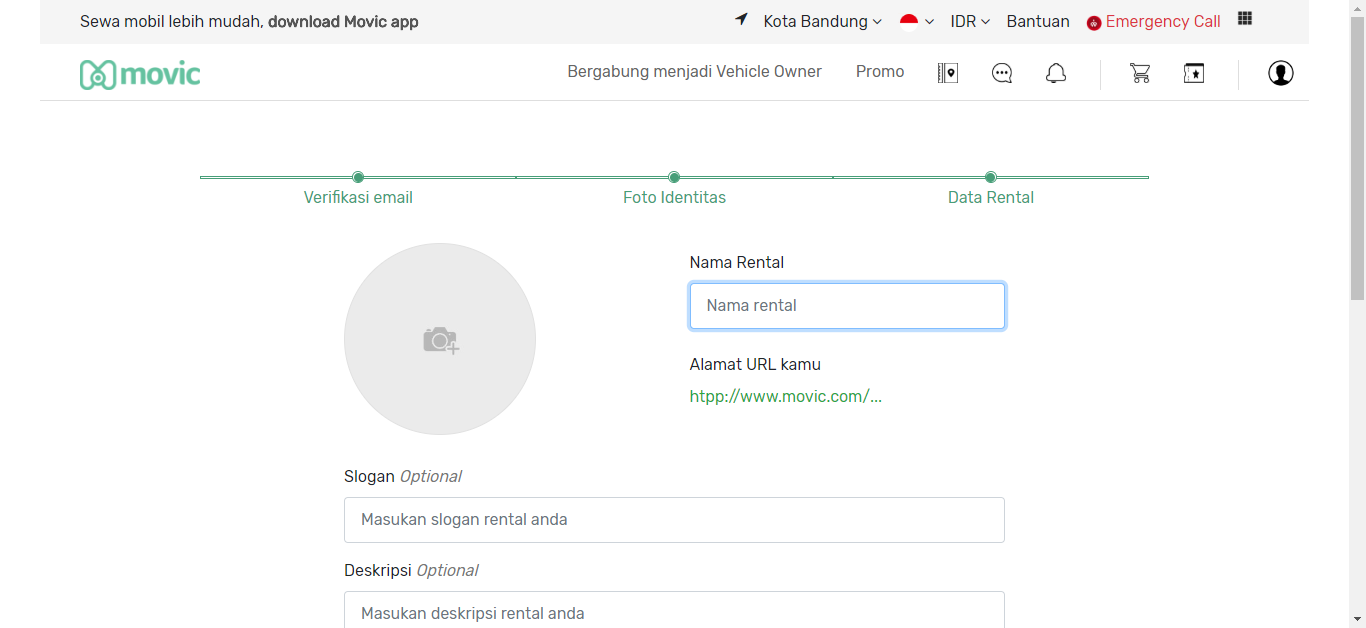 Sewa mobil lebih mudah, download Movic app
Kota Bandung
IDR
Bantuan
Emergency Call
movic
Bergabung menjadi Vehicle Owner
Promo
Verifikasi email
Foto Identitas
Data Rental
Nama Rental
Nama rental
Alamat URL kamu
htpp://www.movic.com/...
Slogan Optional
Masukan slogan rental anda
Deskripsi Optional
Masukan deskripsi rental anda